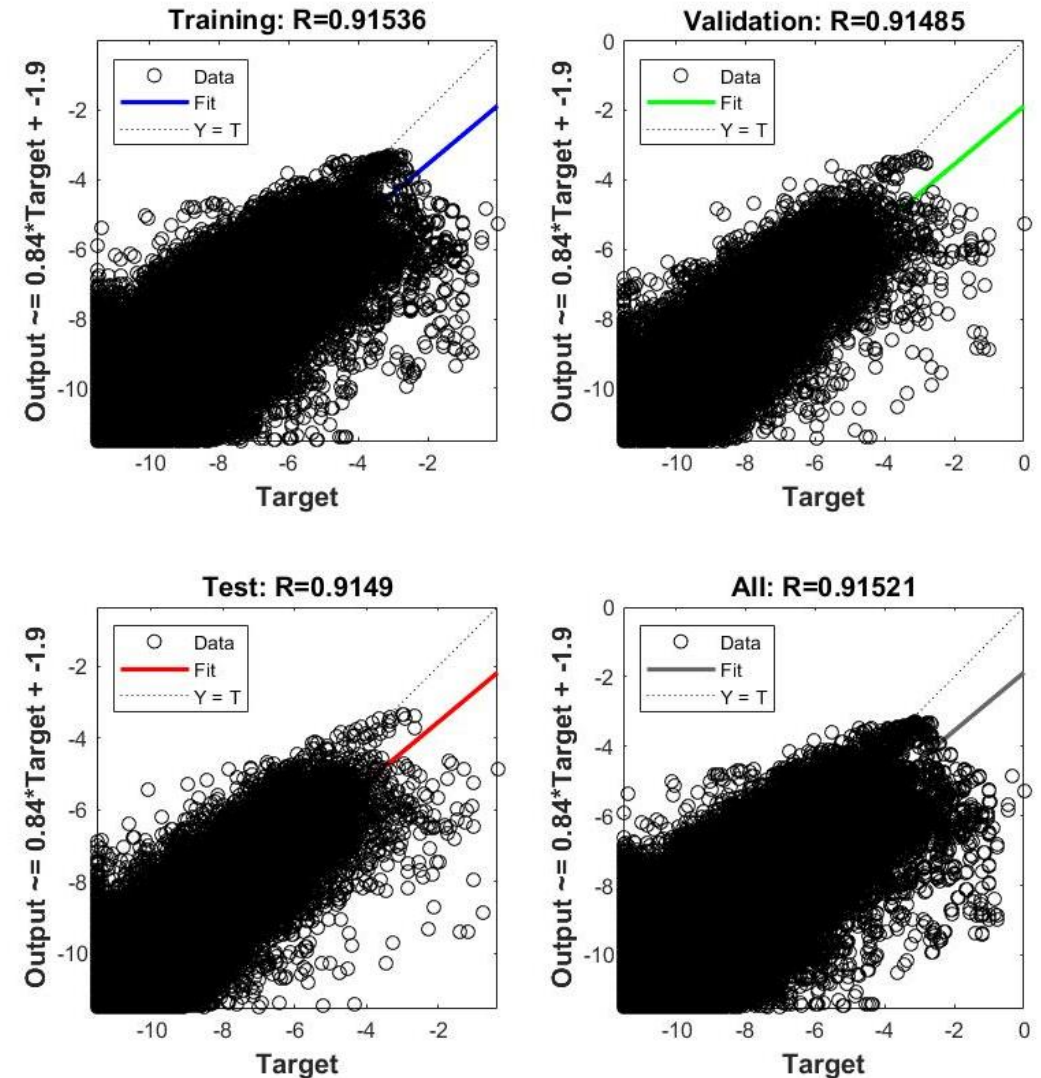 Training: R=0.91536
Output ~= 0.84*Target + -1.9
Data
Fit
Y = T
-2
-4
-6
-8
-10
-10 -8 -6 -4 -2
Target
Validation: R=0.91485
Output ~= 0.84*Target + -1.9
Data
Fit
Y = T
0
-2
-4
-6
-8
-10
-10 -8 -6 -4 -2 0
Target
Test: R=0.9149
Output ~= 0.84*Target + -1.9
Data
Fit
Y = T
-2
-4
-6
-8
-10
-10 -8 -6 -4 -2
Target
All: R=0.91521
Output ~= 0.84*Target + -1.9
Data
Fit
Y = T
0
-2
-4
-6
-8
-10
-10 -8 -6 -4 -2 0
Target